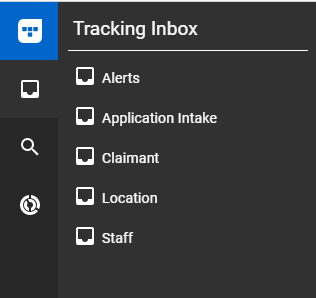 Tracking Inbox
Alerts
Application Intake
Claimant
Location
Staff